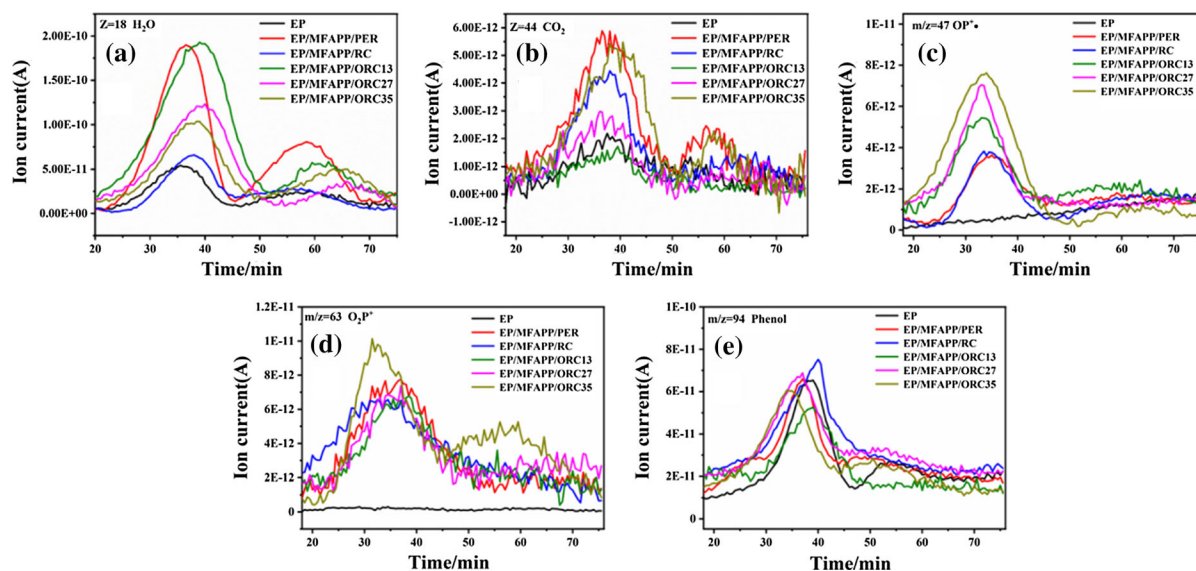 Z=18 H₂O
(a)
EP
EP/MFAPP/PER
EP/MFAPP/RC
EP/MFAPP/ORC13
EP/MFAPP/ORC27
EP/MFAPP/ORC35
2.00E-10
1.50E-10
1.00E-10
5.00E-11
0.00E+00
Ion current(A)
20 30 40 50 60 70
Time/min
Z=44 CO₂
(b)
EP
EP/MFAPP/PER
EP/MFAPP/RC
EP/MFAPP/ORC13
EP/MFAPP/ORC27
EP/MFAPP/ORC35
6.00E-12
5.00E-12
4.00E-12
3.00E-12
2.00E-12
1.00E-12
0.00E+00
-1.00E-12
Ion current(A)
20 30 40 50 60 70
Time/min
m/z=47 OP⁺•
(c)
EP
EP/MFAPP/PER
EP/MFAPP/RC
EP/MFAPP/ORC13
EP/MFAPP/ORC27
EP/MFAPP/ORC35
1E-11
8E-12
6E-12
4E-12
2E-12
0
Ion current(A)
20 30 40 50 60 70
Time/min
m/z=63 O₂P⁺
(d)
EP
EP/MFAPP/PER
EP/MFAPP/RC
EP/MFAPP/ORC13
EP/MFAPP/ORC27
EP/MFAPP/ORC35
1.2E-11
1E-11
8E-12
6E-12
4E-12
2E-12
0
Ion current(A)
20 30 40 50 60 70
Time/min
m/z=94 Phenol
(e)
EP
EP/MFAPP/PER
EP/MFAPP/RC
EP/MFAPP/ORC13
EP/MFAPP/ORC27
EP/MFAPP/ORC35
1E-10
8E-11
6E-11
4E-11
2E-11
0
Ion current(A)
20 30 40 50 60 70
Time/min